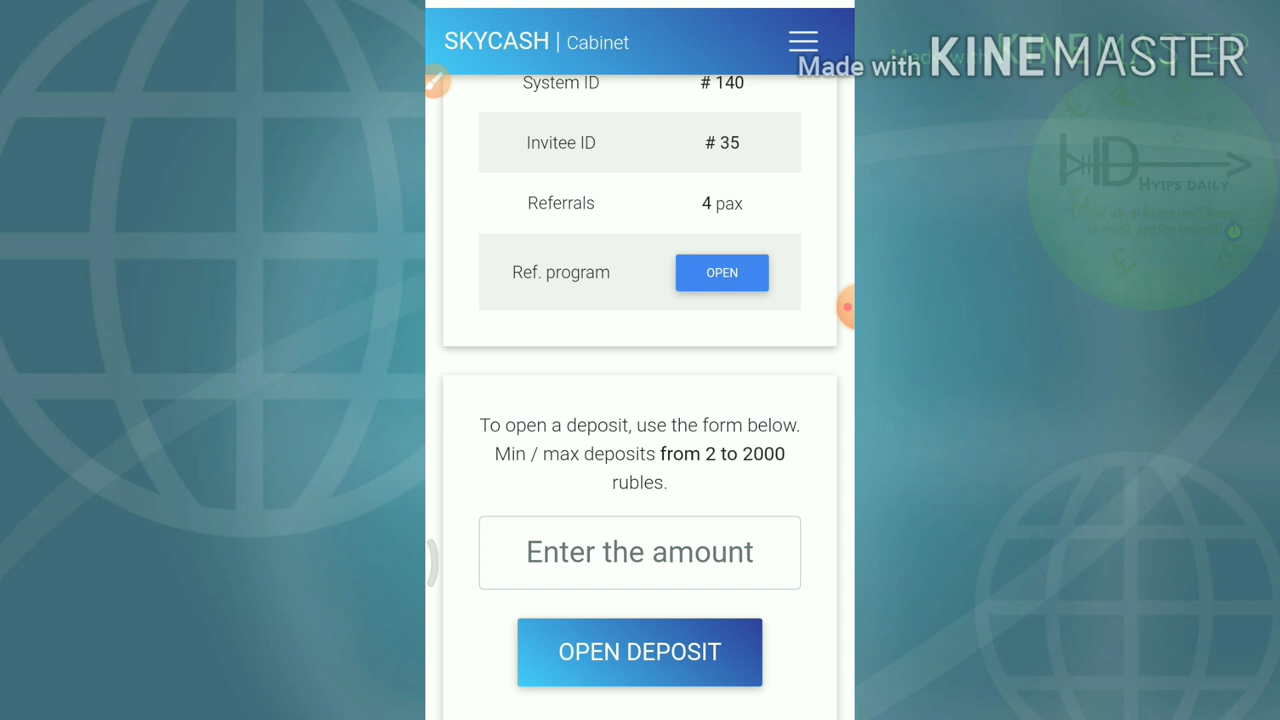 SKYCASH | Cabinet
Made with KINEMASTER
System ID # 140
Invitee ID # 35
Referrals 4 pax
Ref. program OPEN
HYIPS DAILY
To open a deposit, use the form below.
Min / max deposits from 2 to 2000
rubles.
Enter the amount
OPEN DEPOSIT